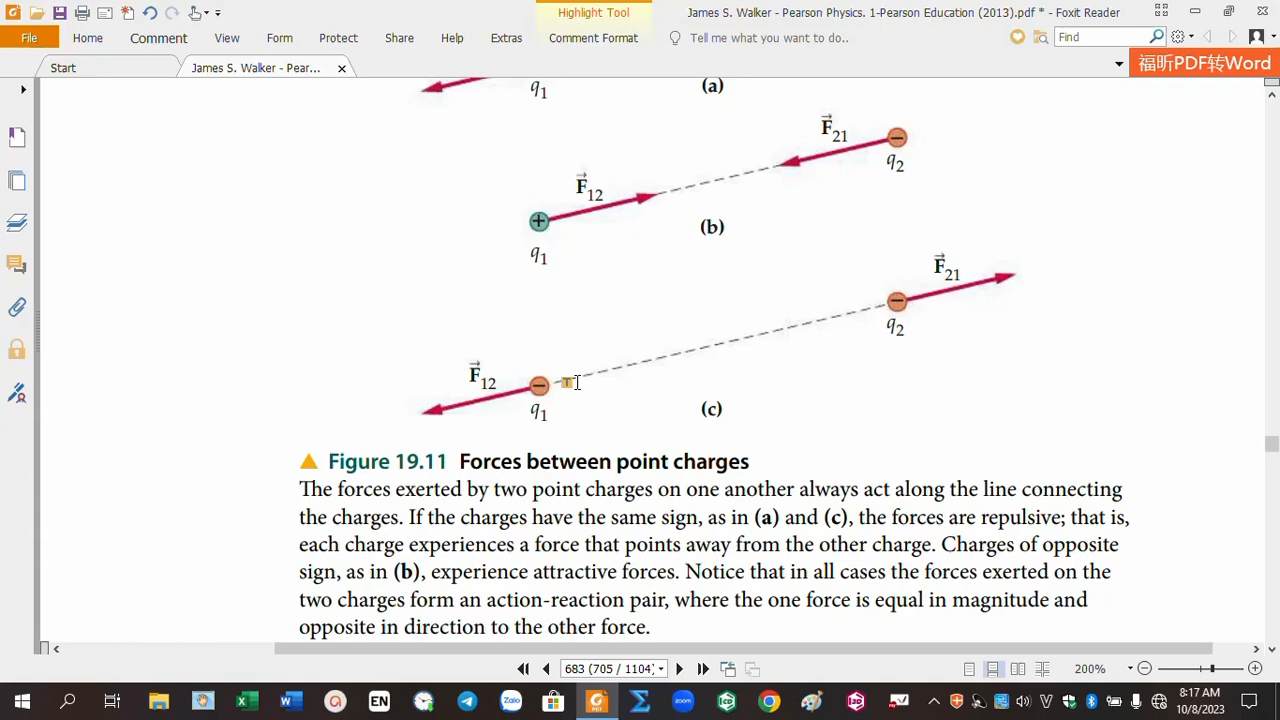 Highlight Tool
James S. Walker - Pearson Physics. 1-Pearson Education (2013).pdf * - Foxit Reader
File Home Comment View Form Protect Share Help Extras Comment Format Tell me what you want to do.. Find
Start James S. Walker - Pear... 福昕PDF转Word
q1 (a)
F21
q2
F12
+
q1
(b)
F21
q2
F12
q1
(c)
Figure 19.11 Forces between point charges
The forces exerted by two point charges on one another always act along the line connecting
the charges. If the charges have the same sign, as in (a) and (c), the forces are repulsive; that is,
each charge experiences a force that points away from the other charge. Charges of opposite
sign, as in (b), experience attractive forces. Notice that in all cases the forces exerted on the
two charges form an action-reaction pair, where the one force is equal in magnitude and
opposite in direction to the other force.
683 (705 / 1104) 200%
EN Zalo zoom V
8:17 AM
10/8/2023